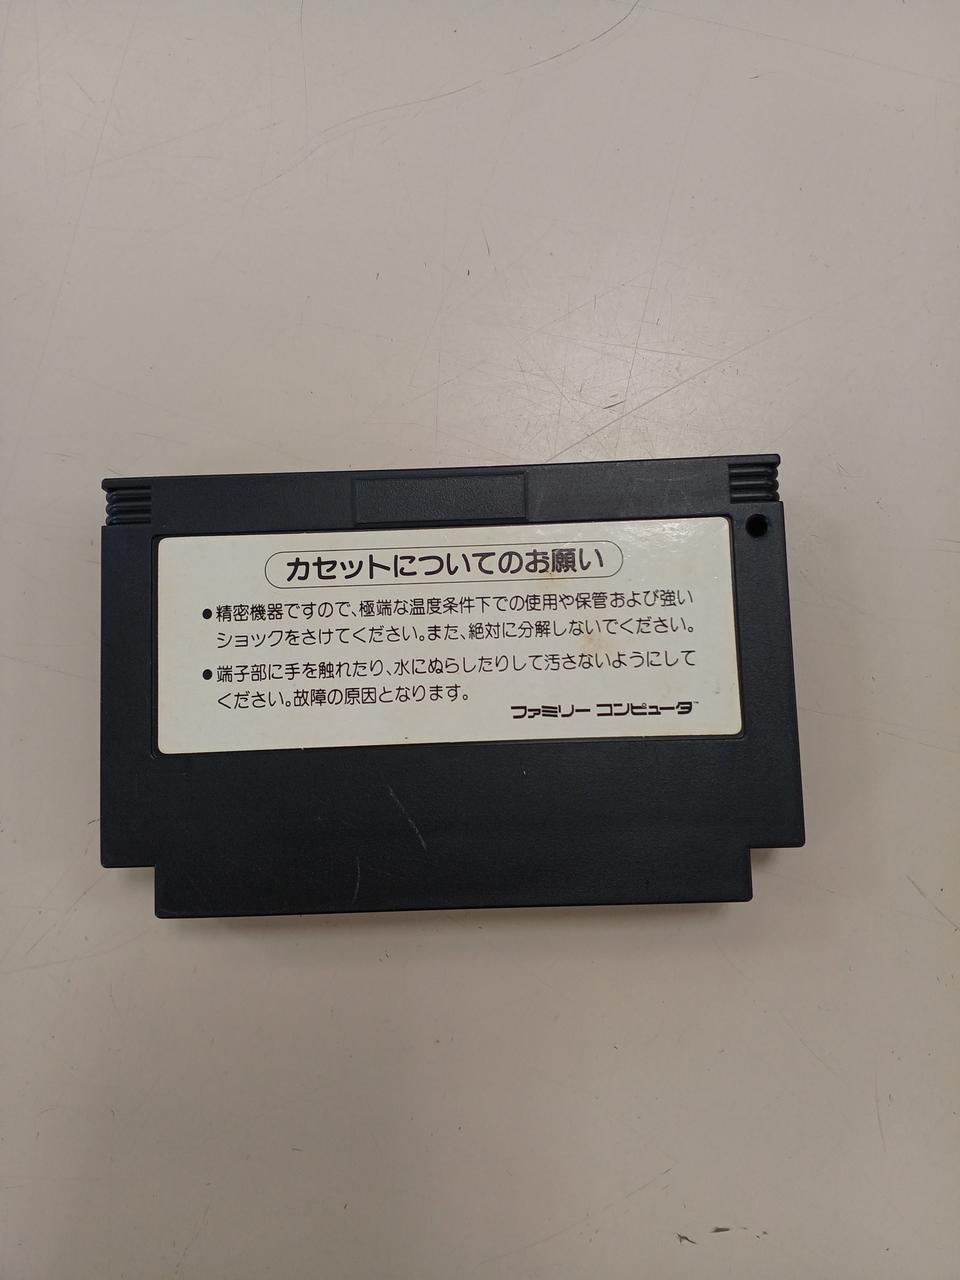 カセットについてのお願い
●精密機器ですので、極端な温度条件下での使用や保管および強い
ショックをさけてください。また、絶対に分解しないでください。
●端子部に手を触れたり、水にぬらしたりして汚さないようにして
ください。故障の原因となります。
ファミリー コンピュータ™